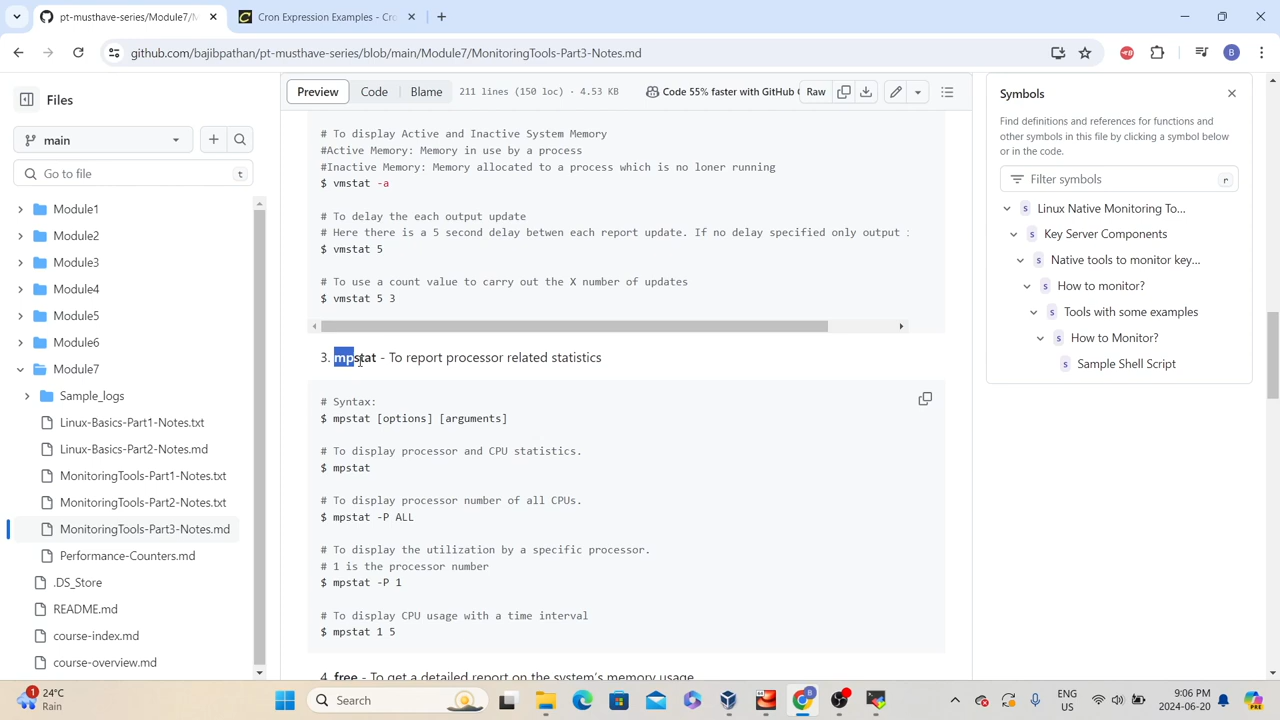 pt-musthave-series/Module7/M
Cron Expression Examples - Cro
github.com/bajibpathan/pt-musthave-series/blob/main/Module7/MonitoringTools-Part3-Notes.md
B
Files
Preview
Code
Blame
211 lines (150 loc) · 4.53 KB
Code 55% faster with GitHub
Raw
Symbols
Find definitions and references for functions and
other symbols in this file by clicking a symbol below
or in the code.
Filter symbols
r
Linux Native Monitoring To...
Key Server Components
Native tools to monitor key...
How to monitor?
Tools with some examples
How to Monitor?
Sample Shell Script
main
Go to file
t
Module1
Module2
Module3
Module4
Module5
Module6
Module7
Sample_logs
Linux-Basics-Part1-Notes.txt
Linux-Basics-Part2-Notes.md
MonitoringTools-Part1-Notes.txt
MonitoringTools-Part2-Notes.txt
MonitoringTools-Part3-Notes.md
Performance-Counters.md
.DS_Store
README.md
course-index.md
course-overview.md
# To display Active and Inactive System Memory
#Active Memory: Memory in use by a process
#Inactive Memory: Memory allocated to a process which is no loner running
$ vmstat -a
# To delay the each output update
# Here there is a 5 second delay betwen each report update. If no delay specified only output
$ vmstat 5
# To use a count value to carry out the X number of updates
$ vmstat 5 3
3. mpstat - To report processor related statistics
# Syntax:
$ mpstat [options] [arguments]
# To display processor and CPU statistics.
$ mpstat
# To display processor number of all CPUs.
$ mpstat -P ALL
# To display the utilization by a specific processor.
# 1 is the processor number
$ mpstat -P 1
# To display CPU usage with a time interval
$ mpstat 1 5
4. free - To get a detailed report on the system's memory usage
1
24°C
Rain
Search
ENG
US
9:06 PM
2024-06-20